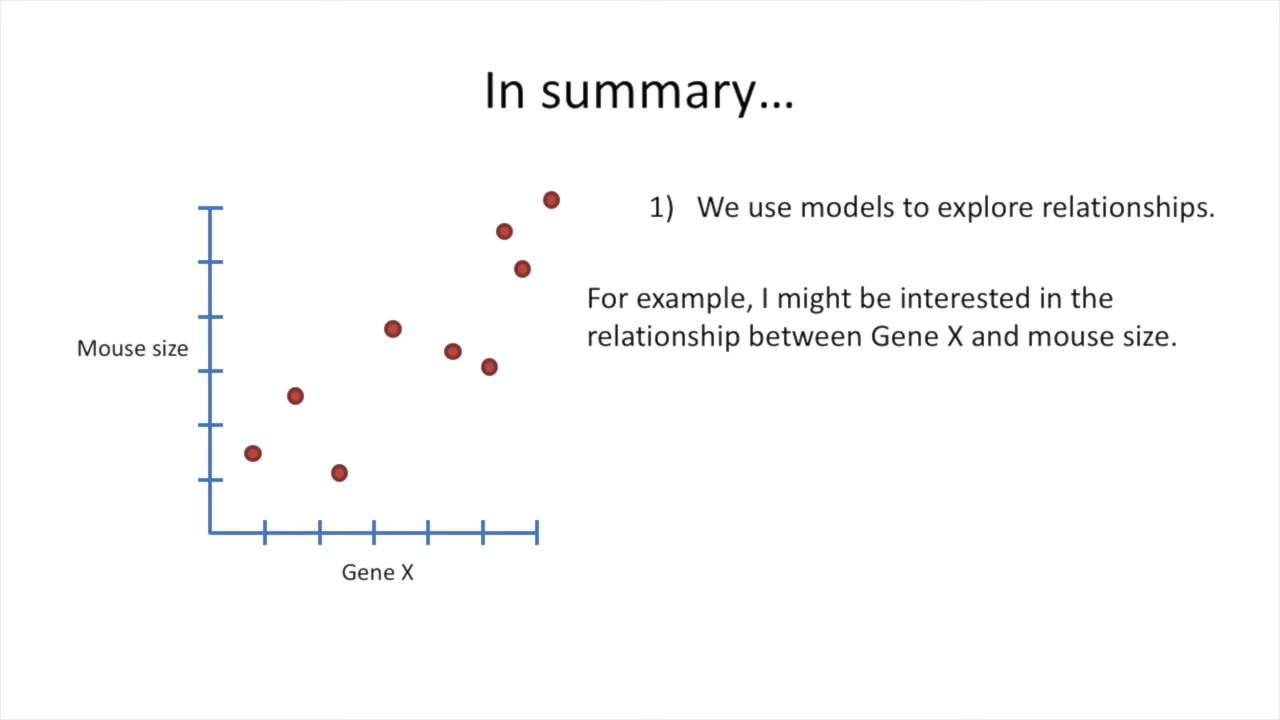 In summary...
1) We use models to explore relationships.
For example, I might be interested in the
relationship between Gene X and mouse size.
Mouse size
Gene X